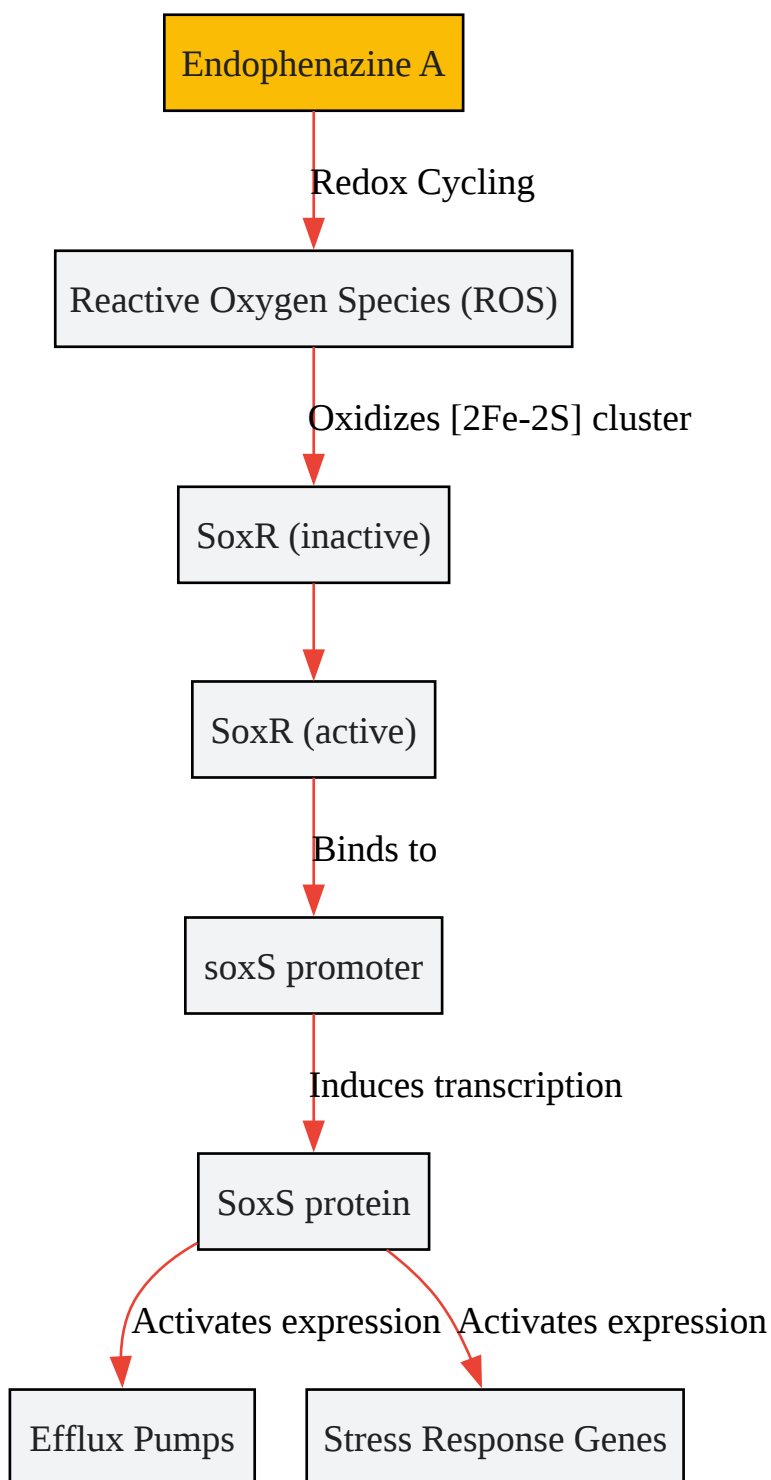 Endophenazine A
Redox Cycling
Reactive Oxygen Species (ROS)
Oxidizes [2Fe-2S] cluster
SoxR (inactive)
SoxR (active)
Binds to
soxS promoter
Induces transcription
SoxS protein
Activates expression
Activates expression
Efflux Pumps
Stress Response Genes